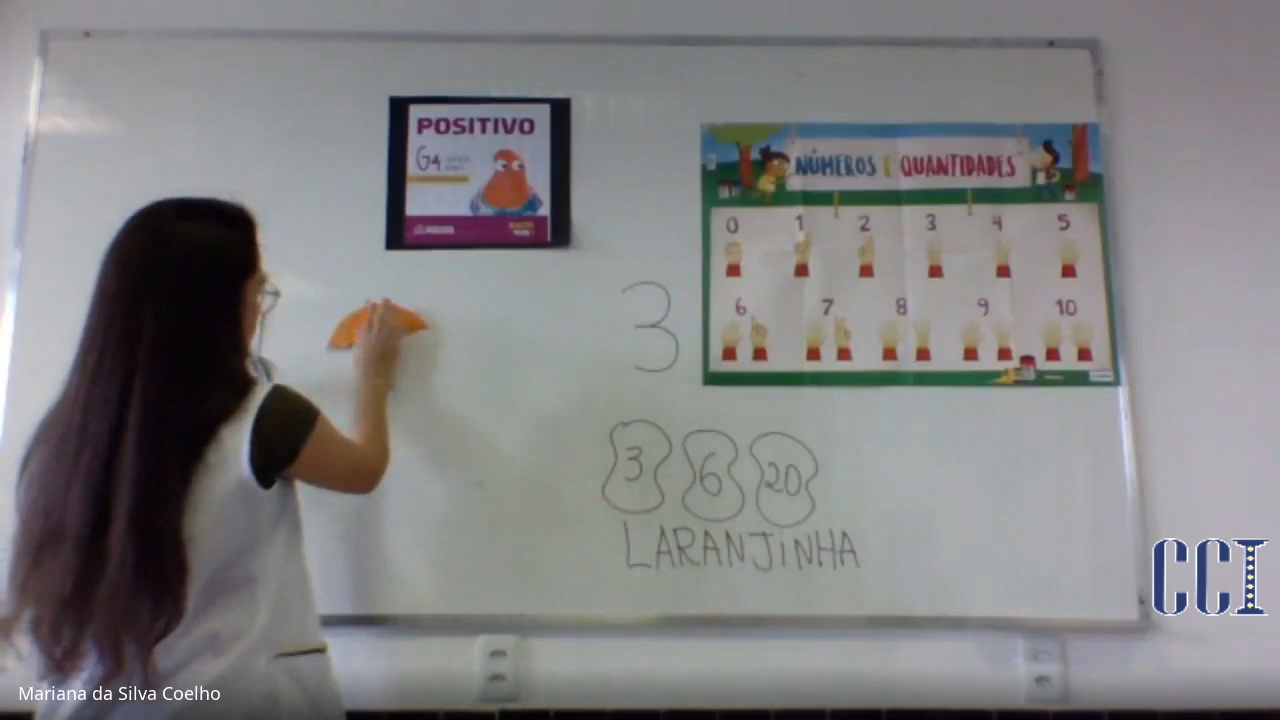 POSITIVO
G4
NÚMEROS E QUANTIDADES
0 1 2 3 4 5
6 7 8 9 10
3
3 6 20
LARANJINHA
CCI
Mariana da Silva Coelho